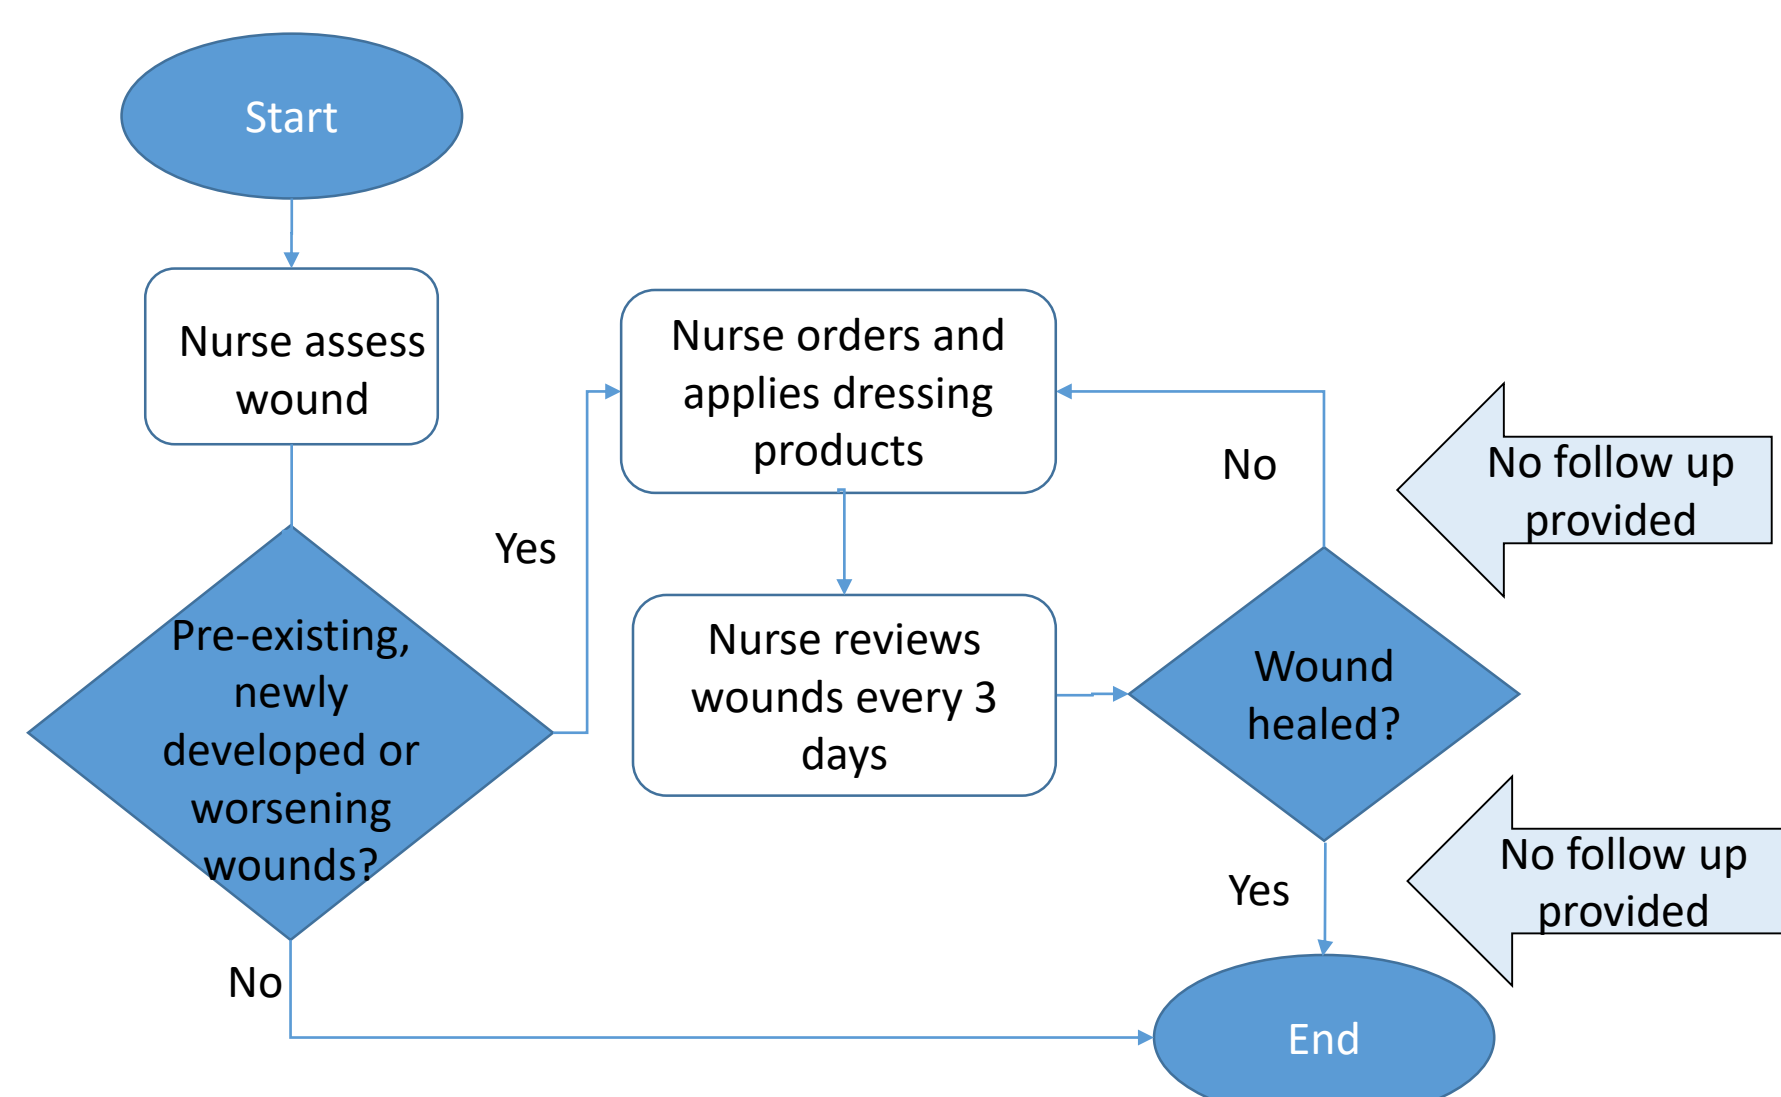 Start
Nurse assess
wound
Pre-existing,
newly
developed or
worsening
wounds?
Yes
No
Nurse orders and
applies dressing
products
Nurse reviews
wounds every 3
days
No
Wound
healed?
Yes
No follow up
provided
No follow up
provided
End